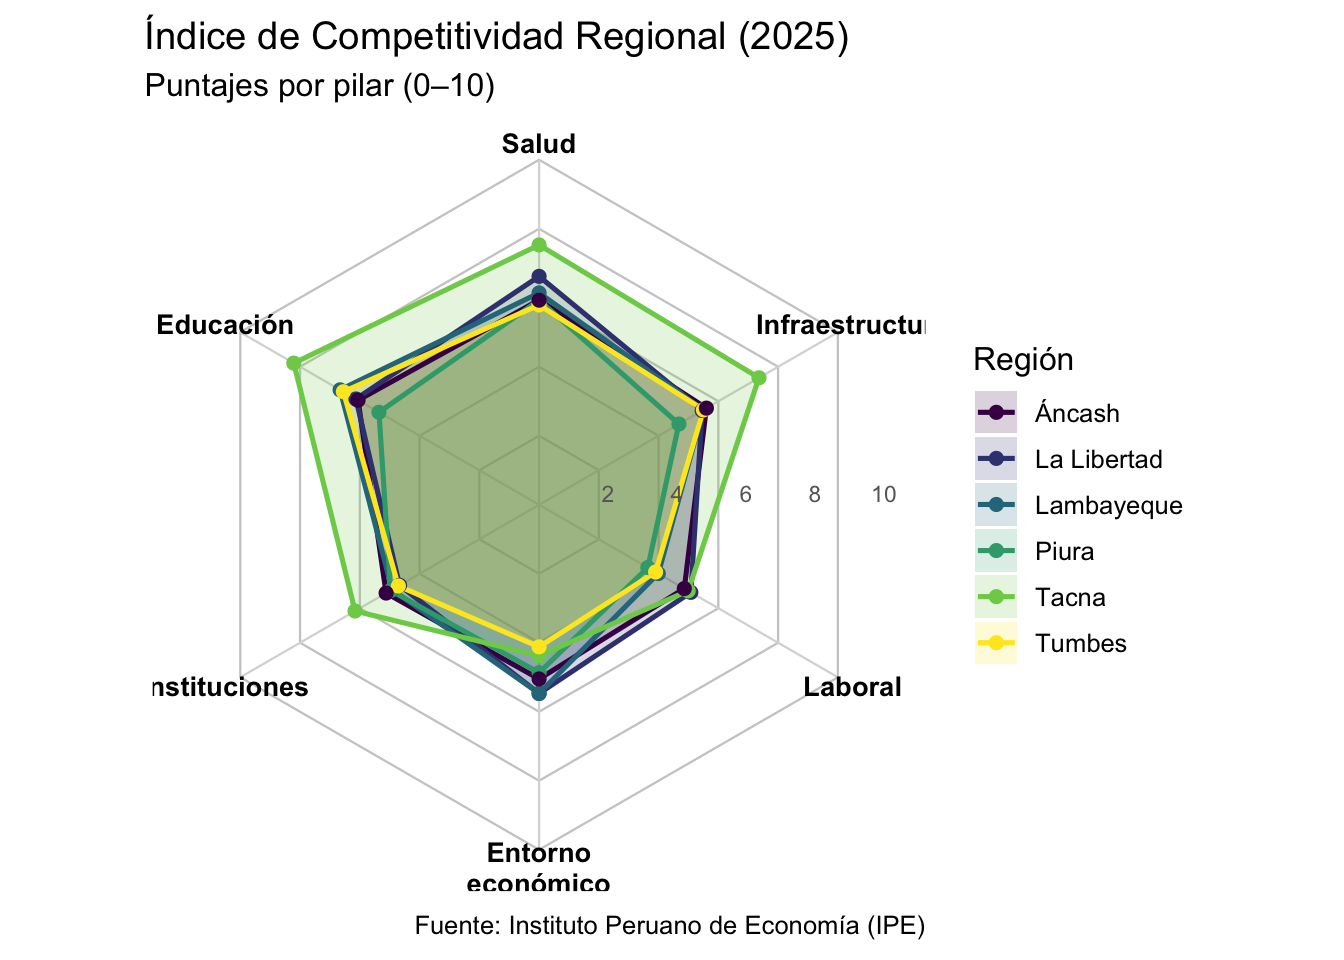 Índice de Competitividad Regional (2025)
Puntajes por pilar (0–10)
Salud
Educación
Infraestructu
Región
Áncash
La Libertad
Lambayeque
Piura
Tacna
Tumbes
2 4 6 8 10
nstituciones
Laboral
Entorno
económico
Fuente: Instituto Peruano de Economía (IPE)